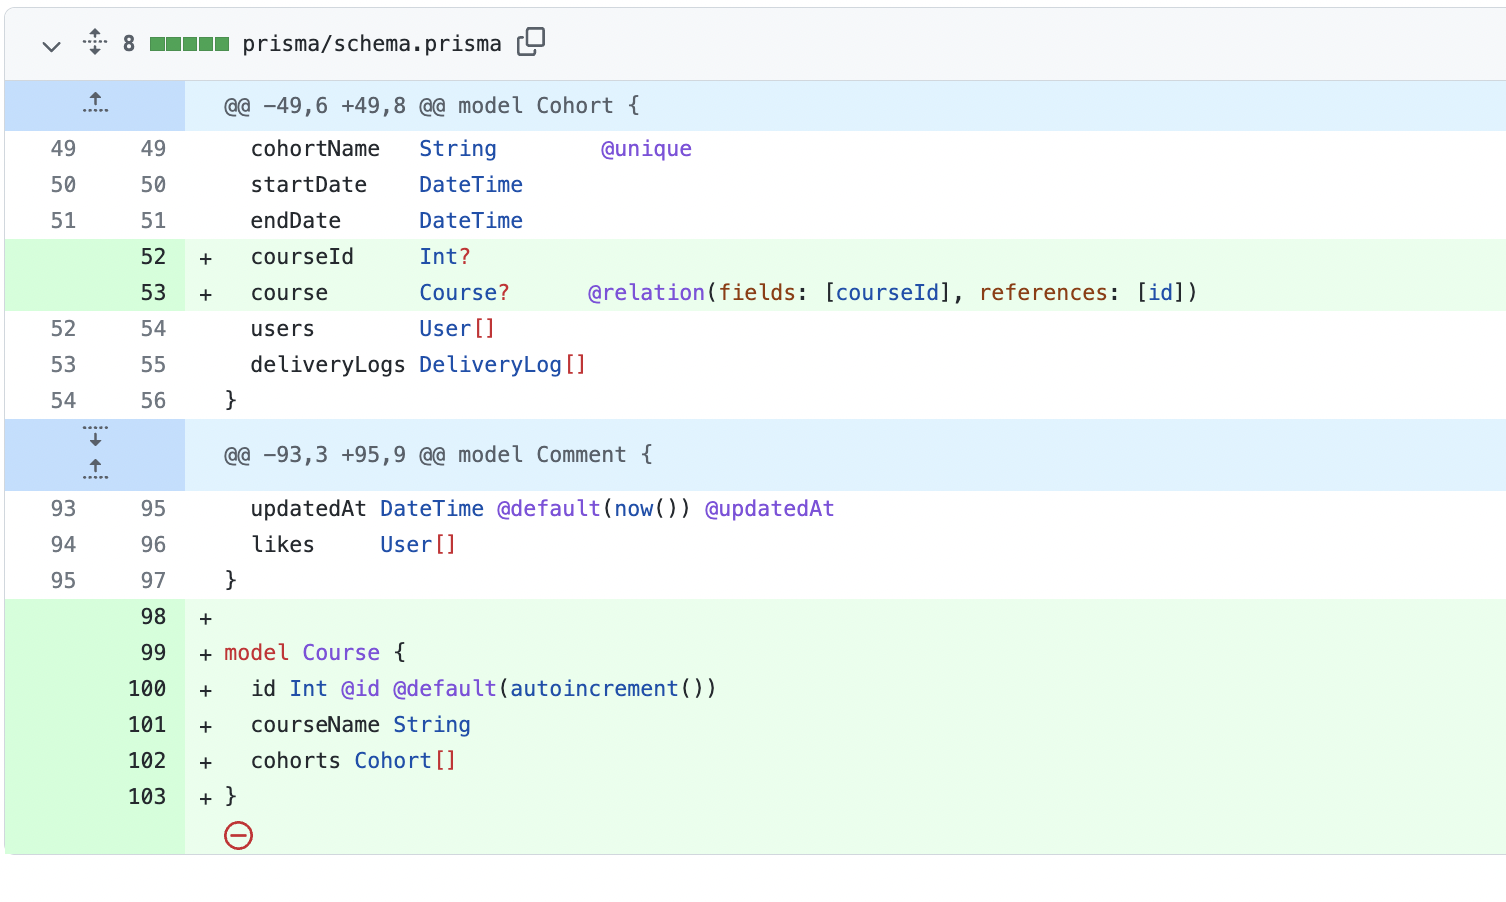 8 prisma/schema.prisma
@@ -49,6 +49,8 @@ model Cohort {
49 49 cohortName String @unique
50 50 startDate DateTime
51 51 endDate DateTime
52 + courseId Int?
53 + course Course? @relation(fields: [courseId], references: [id])
52 54 users User[]
53 55 deliveryLogs DeliveryLog[]
54 56 }
@@ -93,3 +95,9 @@ model Comment {
93 95 updatedAt DateTime @default(now()) @updatedAt
94 96 likes User[]
95 97 }
98 +
99 + model Course {
100 + id Int @id @default(autoincrement())
101 + courseName String
102 + cohorts Cohort[]
103 + }